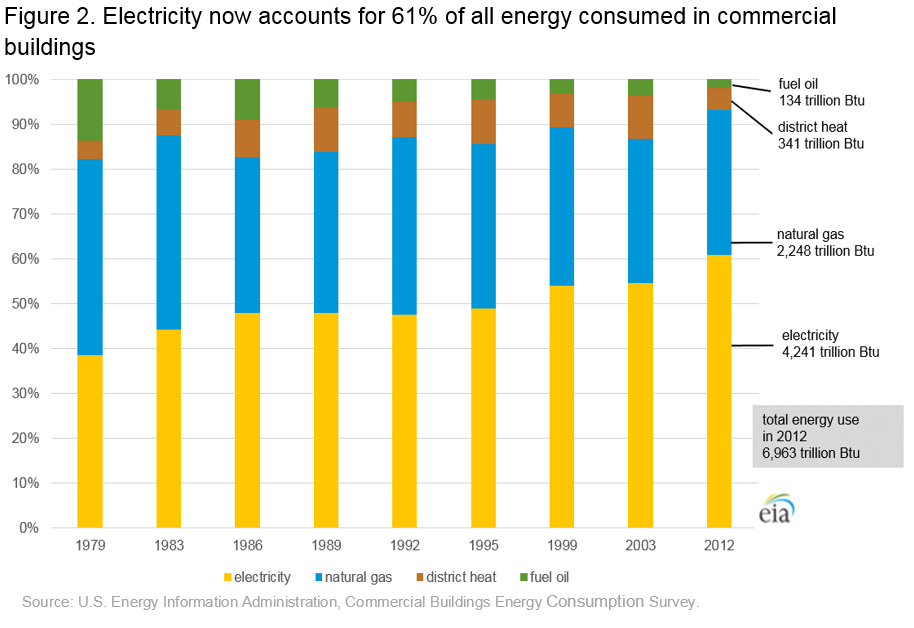 Figure 2. Electricity now accounts for 61% of all energy consumed in commercial
buildings
100%
90%
80%
70%
60%
50%
40%
30%
20%
10%
0%
fuel oil
134 trillion Btu
district heat
341 trillion Btu
natural gas
2,248 trillion Btu
electricity
4,241 trillion Btu
total energy use
in 2012
6,963 trillion Btu
eia
1979 1983 1986 1989 1992 1995 1999 2003 2012
electricity natural gas district heat fuel oil
Source: U.S. Energy Information Administration, Commercial Buildings Energy Consumption Survey.